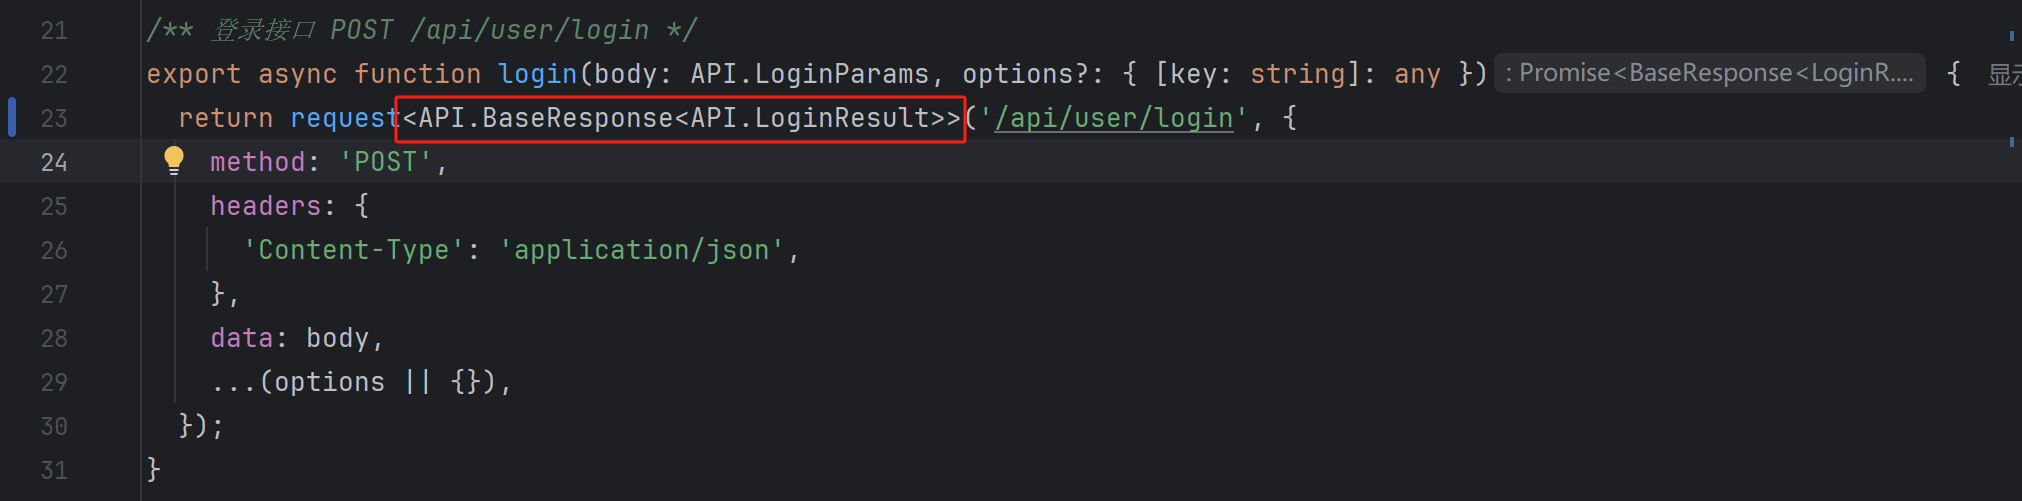 21 /** 登录接口 POST /api/user/login */
22 export async function login(body: API.LoginParams, options?: { [key: string]: any }) : Promise<BaseResponse<LoginR.... { 显示
23 return request<API.BaseResponse<API.LoginResult>>('/api/user/login', {
24 method: 'POST',
25 headers: {
26 'Content-Type': 'application/json',
27 },
28 data: body,
29 ...(options || {}),
30 });
31 }